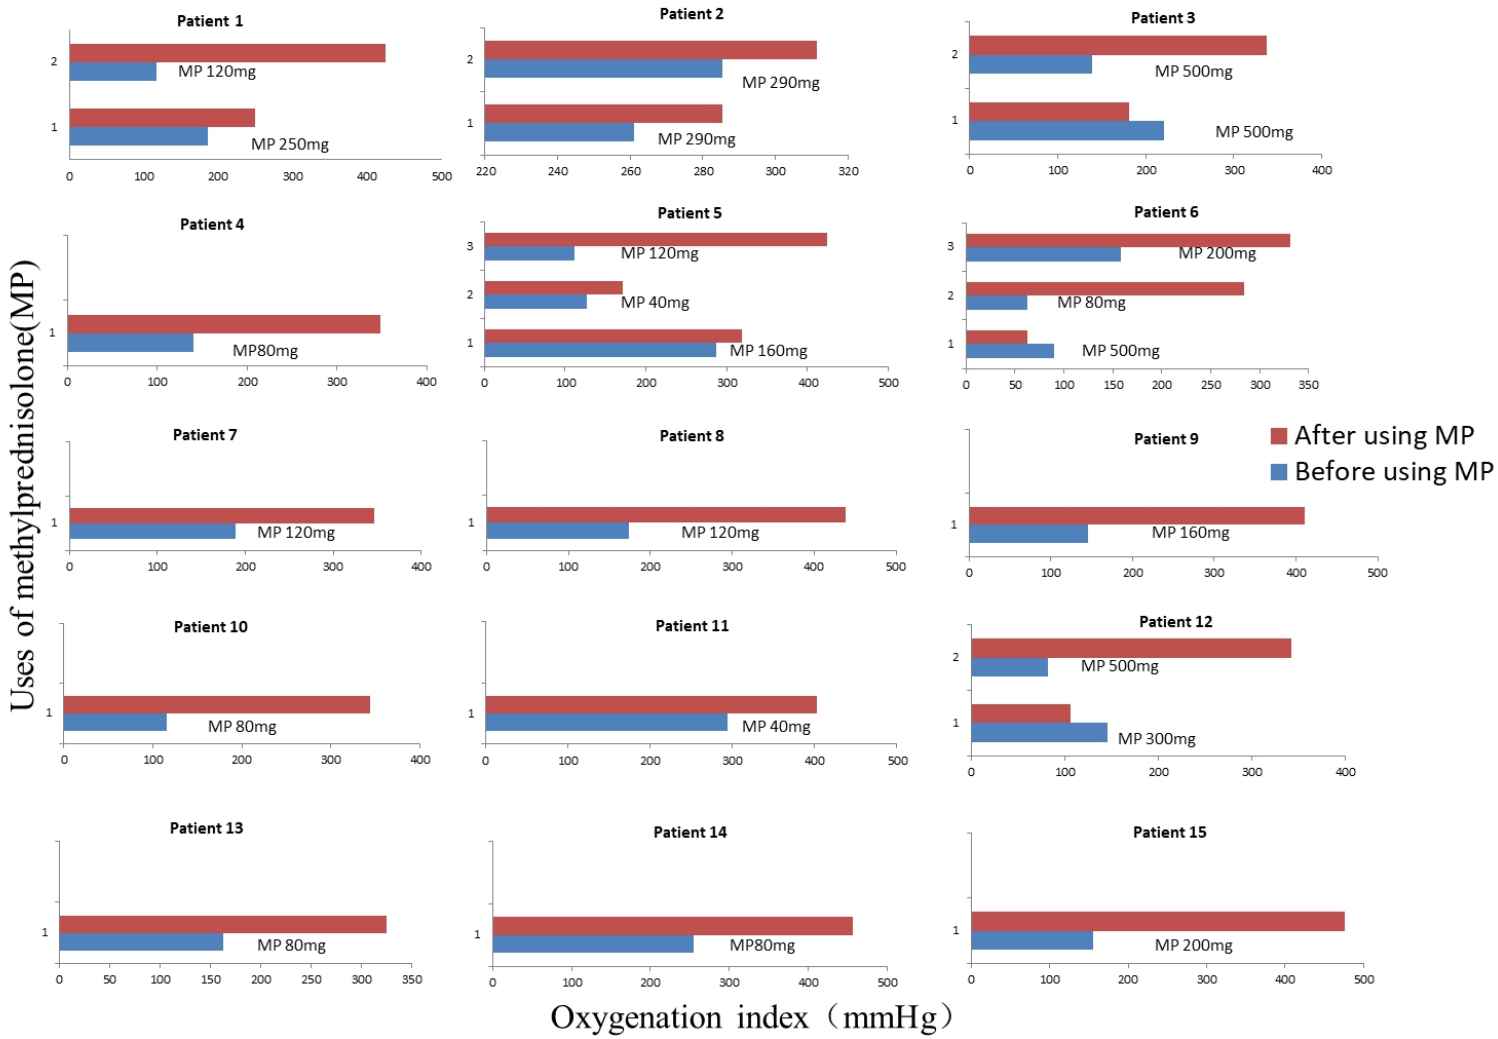 Patient 1
2
MP 120mg
1
MP 250mg
0 100 200 300 400 500
Patient 2
2
MP 290mg
1
MP 290mg
220 240 260 280 300 320
Patient 3
2
MP 500mg
1
MP 500mg
0 100 200 300 400
Patient 4
1
MP80mg
0 100 200 300 400
Patient 5
3
MP 120mg
2
MP 40mg
1
MP 160mg
0 100 200 300 400 500
Patient 6
3
MP 200mg
2
MP 80mg
1
MP 500mg
0 50 100 150 200 250 300 350
Patient 7
1
MP 120mg
0 100 200 300 400
Patient 8
1
MP 120mg
0 100 200 300 400 500
Patient 9
1
MP 160mg
0 100 200 300 400 500
After using MP
Before using MP
Patient 10
1
MP 80mg
0 100 200 300 400
Patient 11
1
MP 40mg
0 100 200 300 400 500
Patient 12
2
MP 500mg
1
MP 300mg
0 100 200 300 400
Patient 13
1
MP 80mg
0 50 100 150 200 250 300 350
Patient 14
1
MP80mg
0 100 200 300 400 500
Patient 15
1
MP 200mg
0 100 200 300 400 500
Uses of methylprednisolone(MP)
Oxygenation index（mmHg）